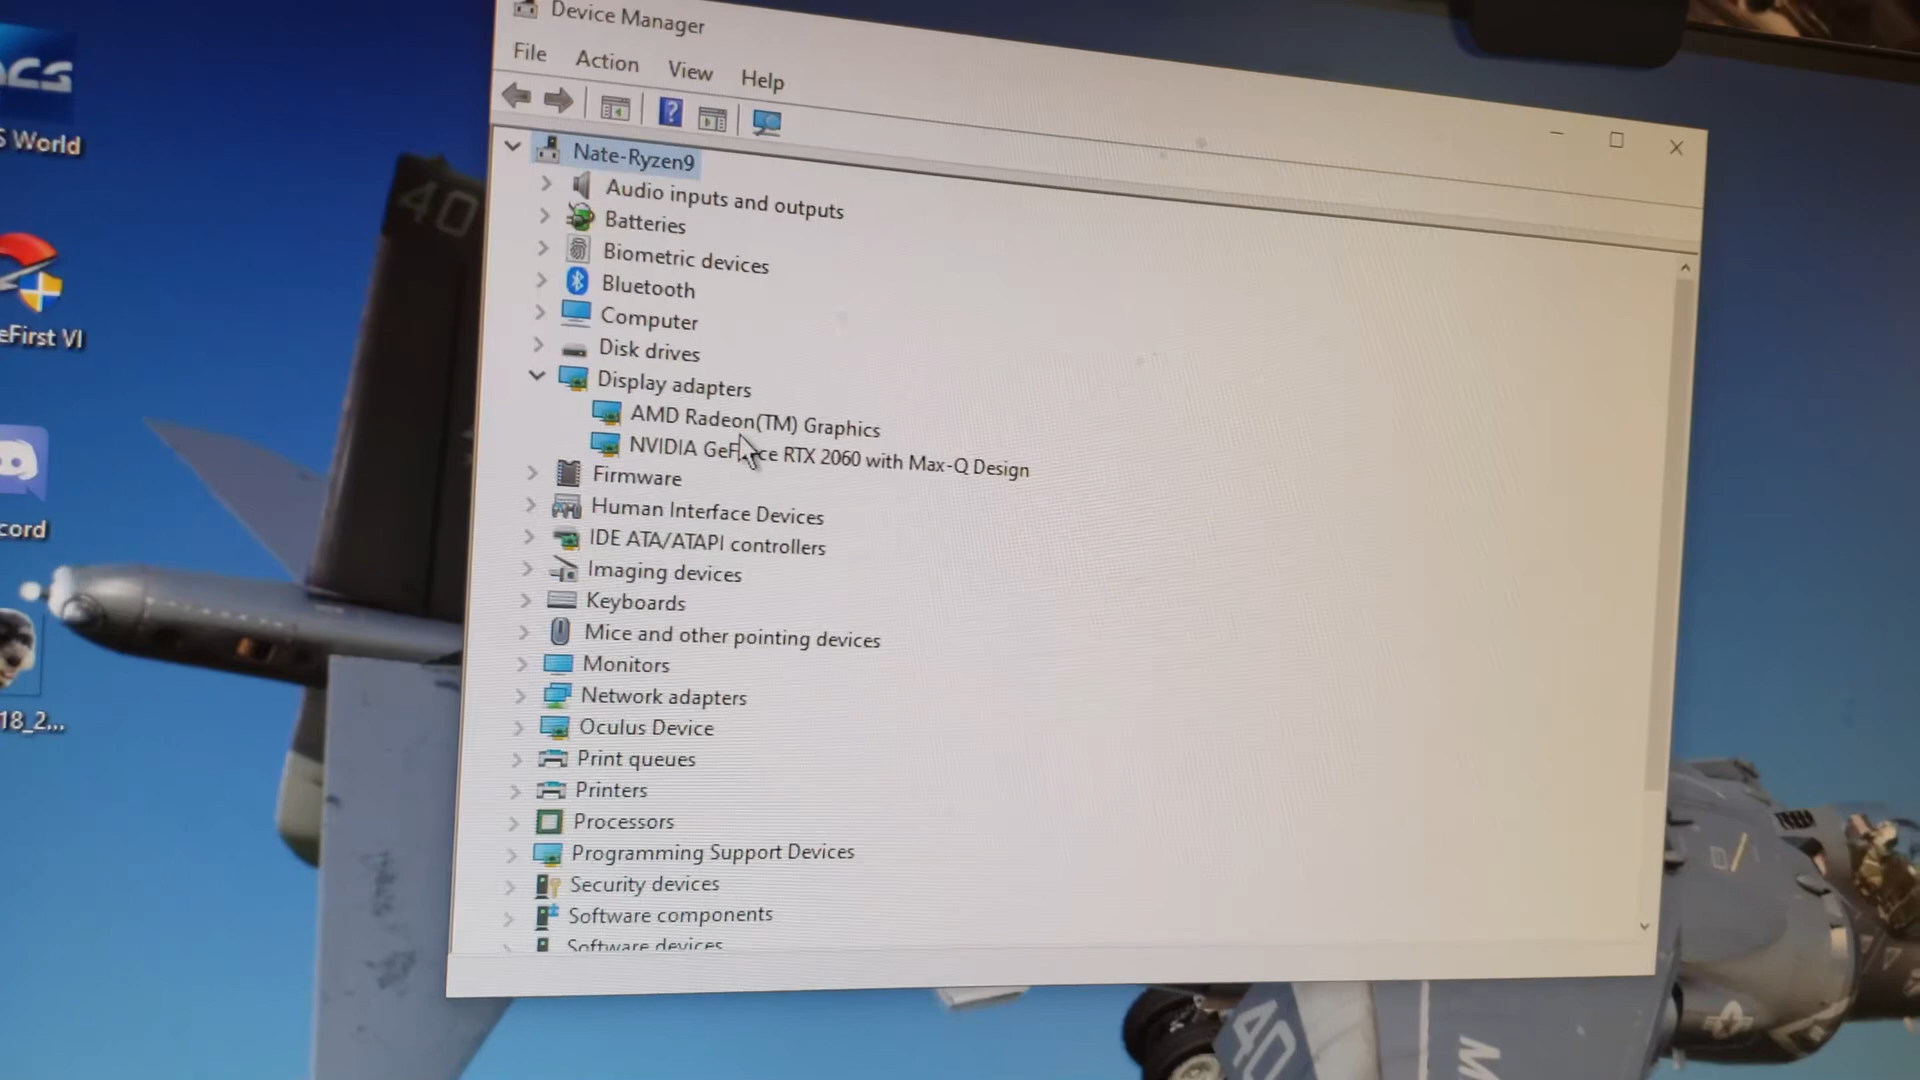 Device Manager
File Action View Help
Nate-Ryzen9
Audio inputs and outputs
Batteries
Biometric devices
Bluetooth
Computer
Disk drives
Display adapters
AMD Radeon(TM) Graphics
NVIDIA GeForce RTX 2060 with Max-Q Design
Firmware
Human Interface Devices
IDE ATA/ATAPI controllers
Imaging devices
Keyboards
Mice and other pointing devices
Monitors
Network adapters
Oculus Device
Print queues
Printers
Processors
Programming Support Devices
Security devices
Software components
Software devices
CS
S World
eFirst VI
cord
18_2...
40
40
M